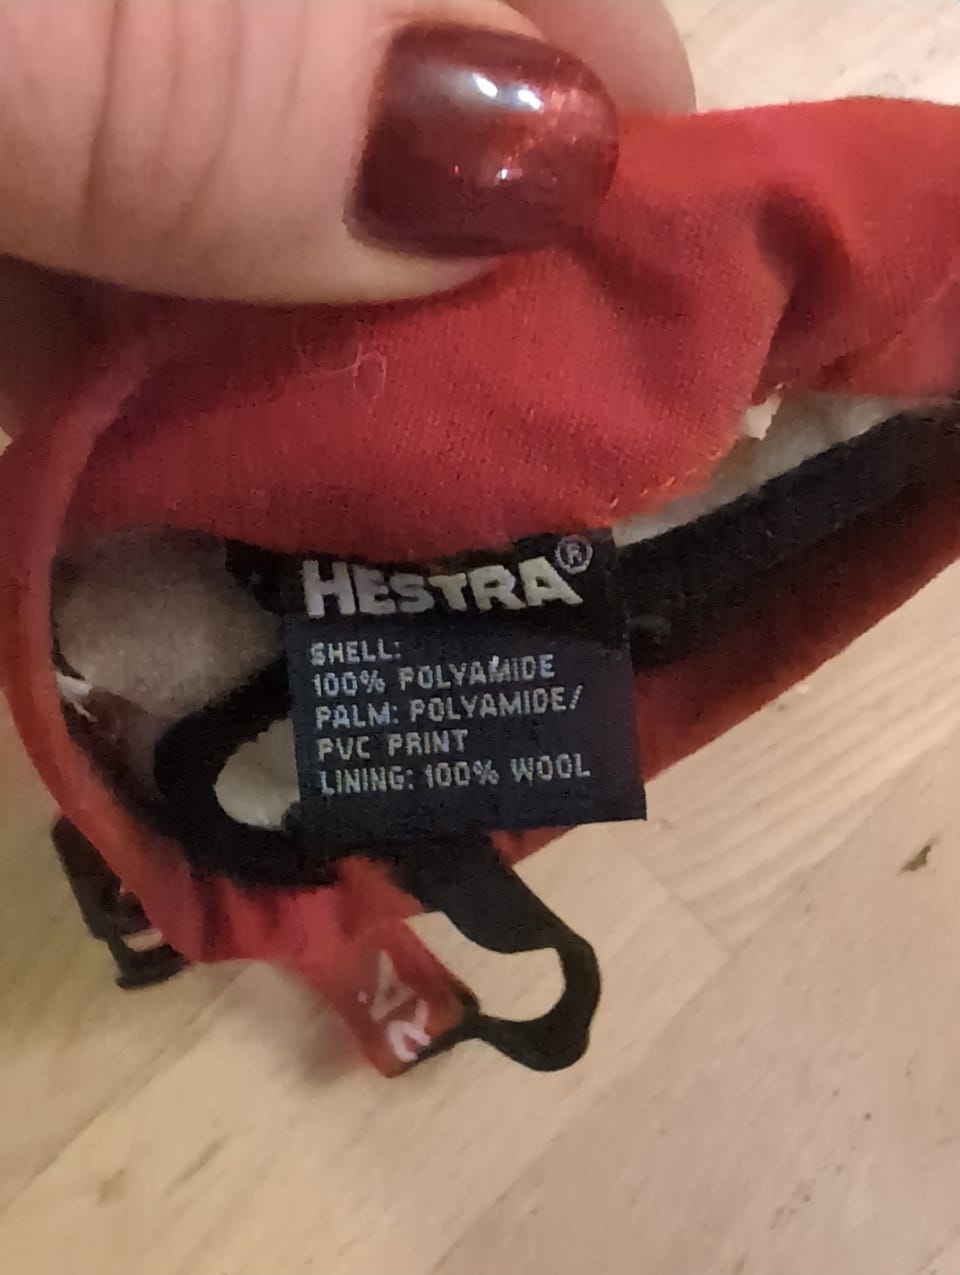 HESTRA®
SHELL:
100% POLYAMIDE
PALM: POLYAMIDE/
PVC PRINT
LINING: 100% WOOL